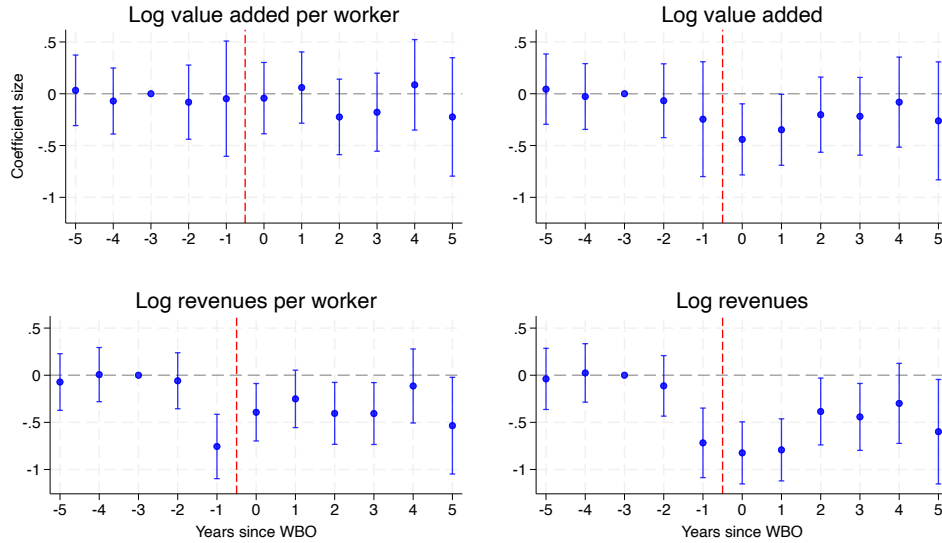 Log value added per worker
Log value added
Coefficient size
.5
0
-.5
-1
-5 -4 -3 -2 -1 0 1 2 3 4 5
.5
0
-.5
-1
-5 -4 -3 -2 -1 0 1 2 3 4 5
Log revenues per worker
Log revenues
.5
0
-.5
-1
-5 -4 -3 -2 -1 0 1 2 3 4 5
Years since WBO
.5
0
-.5
-1
-5 -4 -3 -2 -1 0 1 2 3 4 5
Years since WBO